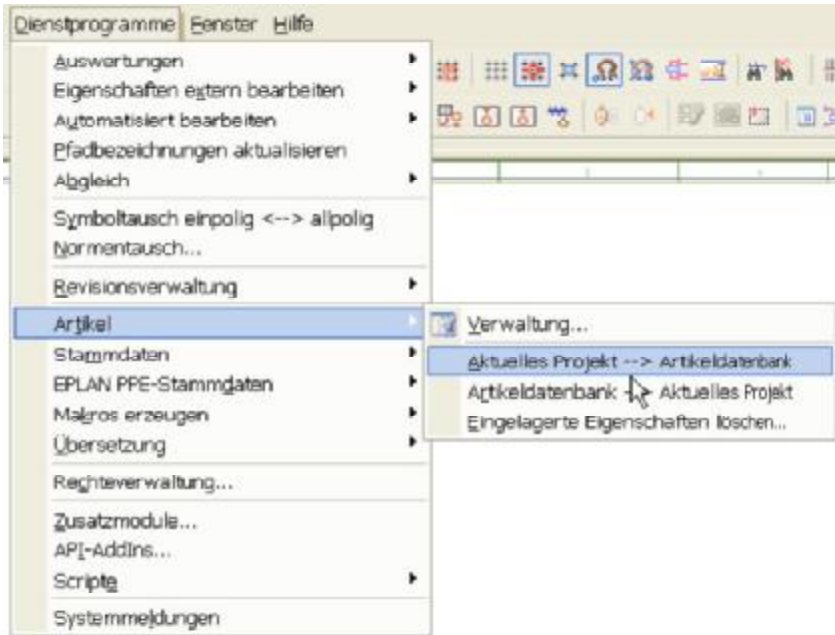 Dienstprogramme Fenster Hilfe
Auswertungen
Eigenschaften extern bearbeiten
Automatisiert bearbeiten
Pfadbezeichnungen aktualisieren
Abgleich
Symboltausch einpolig <--> allpolig
Normentausch...
Revisionsverwaltung
Artikel
Stammdaten
EPLAN PPE-Stammdaten
Makros erzeugen
Übersetzung
Rechteverwaltung...
Zusatzmodule...
API-AddIns...
Scripte
Systemmeldungen
Verwaltung...
Aktuelles Projekt --> Artikeldatenbank
Artikeldatenbank --> Aktuelles Projekt
Eingelagerte Eigenschaften löschen...